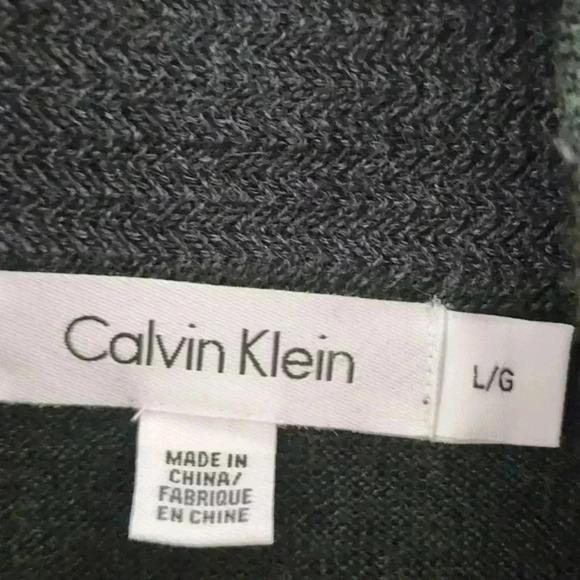 Calvin Klein
L/G
MADE IN
CHINA/
FABRIQUE
EN CHINE